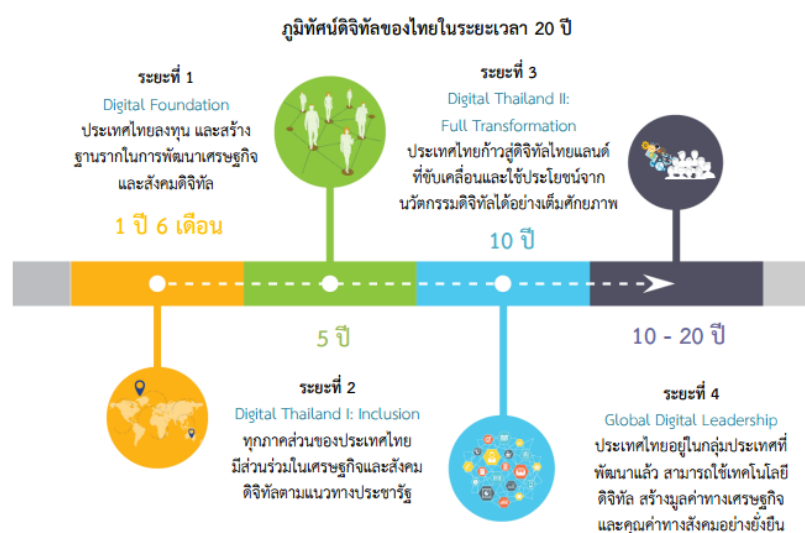 ภูมิทัศน์ดิจิทัลของไทยในระยะเวลา 20 ปี
ระยะที่ 1
Digital Foundation
ประเทศไทยลงทุน และสร้าง
ฐานรากในการพัฒนาเศรษฐกิจ
และสังคมดิจิทัล
1 ปี 6 เดือน
ระยะที่ 3
Digital Thailand II:
Full Transformation
ประเทศไทยก้าวสู่ดิจิทัลไทยแลนด์
ที่ขับเคลื่อนและใช้ประโยชน์จาก
นวัตกรรมดิจิทัลได้อย่างเต็มศักยภาพ
10 ปี
5 ปี
ระยะที่ 2
Digital Thailand I: Inclusion
ทุกภาคส่วนของประเทศไทย
มีส่วนร่วมในเศรษฐกิจและสังคม
ดิจิทัลตามแนวทางประชารัฐ
10 - 20 ปี
ระยะที่ 4
Global Digital Leadership
ประเทศไทยอยู่ในกลุ่มประเทศที่
พัฒนาแล้ว สามารถใช้เทคโนโลยี
ดิจิทัล สร้างมูลค่าทางเศรษฐกิจ
และคุณค่าทางสังคมอย่างยั่งยืน